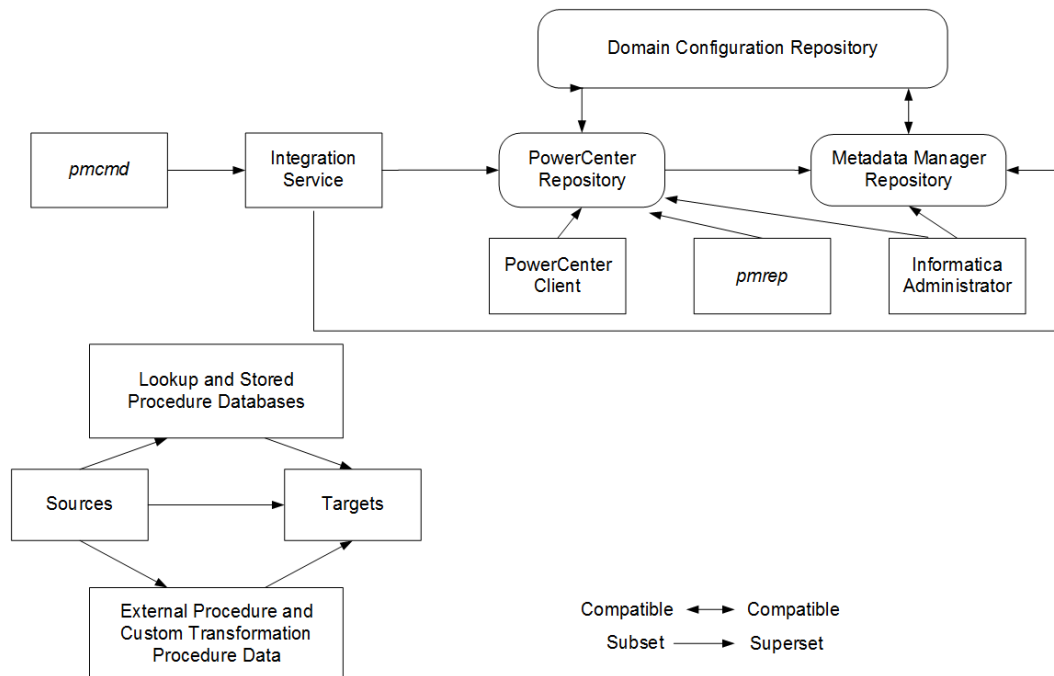 Domain Configuration Repository
pmcmd
Integration
Service
PowerCenter
Repository
Metadada Manager
Repository
PowerCenter
Client
pmrep
Informatica
Administrator
Lookup and Stored
Procedure Databases
Sources
Targets
External Procedure and
Custom Transformation
Procedure Data
Compatible Compatible
Subset Superset